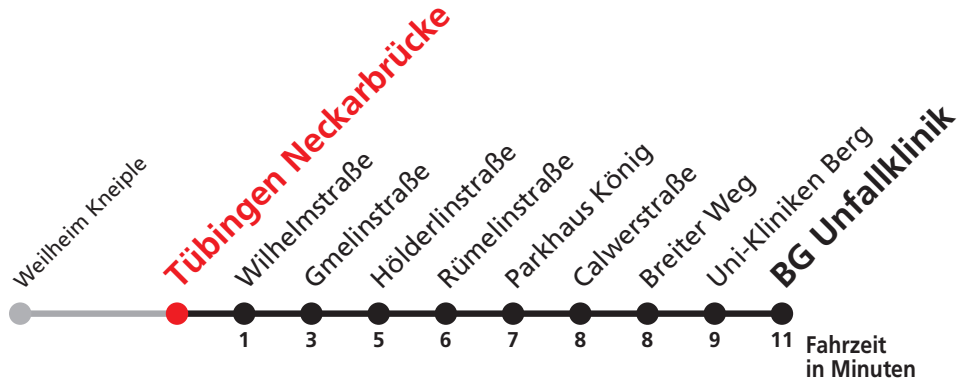 Weilheim Kneiple
Tübingen Neckarbrücke
Wilhelmstraße
Gmelinstraße
Hölderlinstraße
Rümelinstraße
Parkhaus König
Calwerstraße
Breiter Weg
Uni-Kliniken Berg
BG Unfallklinik
1 3 5 6 7 8 8 9 11
Fahrzeit
in Minuten